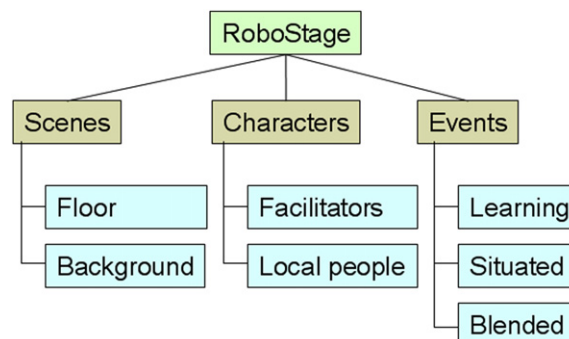 RoboStage
Scenes
Characters
Events
Floor
Facilitators
Learning
Background
Local people
Situated
Blended